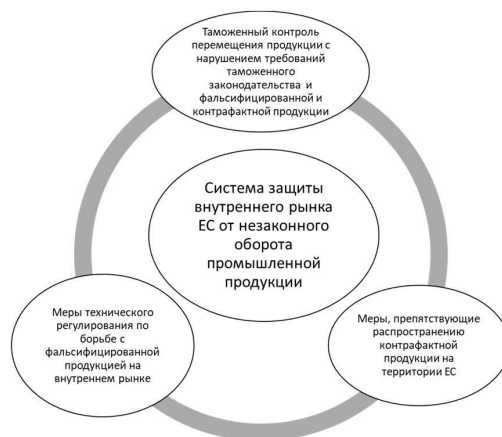 Таможенный контроль
перемещения продукции с
нарушением требований
таможенного
законодательства и
фальсифицированной и
контрафактной продукции
Система защиты
внутреннего рынка
ЕС от незаконного
оборота
промышленной
продукции
Меры технического
регулирования по
борьбе с
фальсифицированной
продукцией на
внутреннем рынке
Меры, препятствующие
распространению
контрафактной
продукции на
территории ЕС